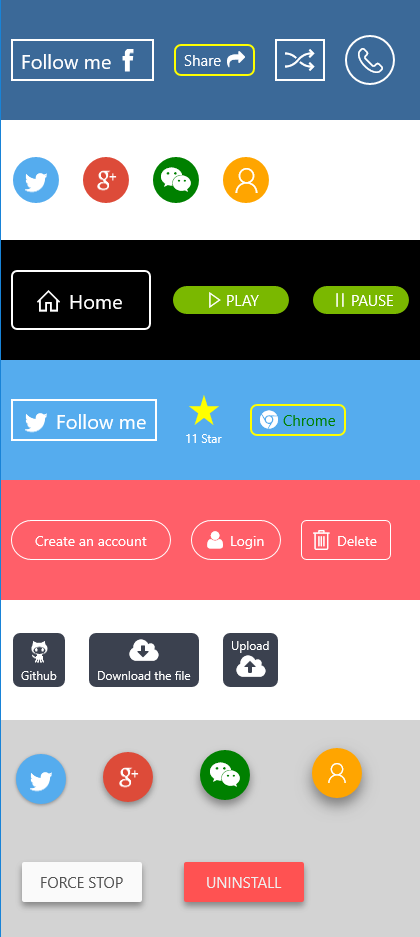 Follow me
Share
g+
Home
PLAY
PAUSE
Follow me
11 Star
Chrome
Create an account
Login
Delete
Github
Download the file
Upload
g+
FORCE STOP
UNINSTALL